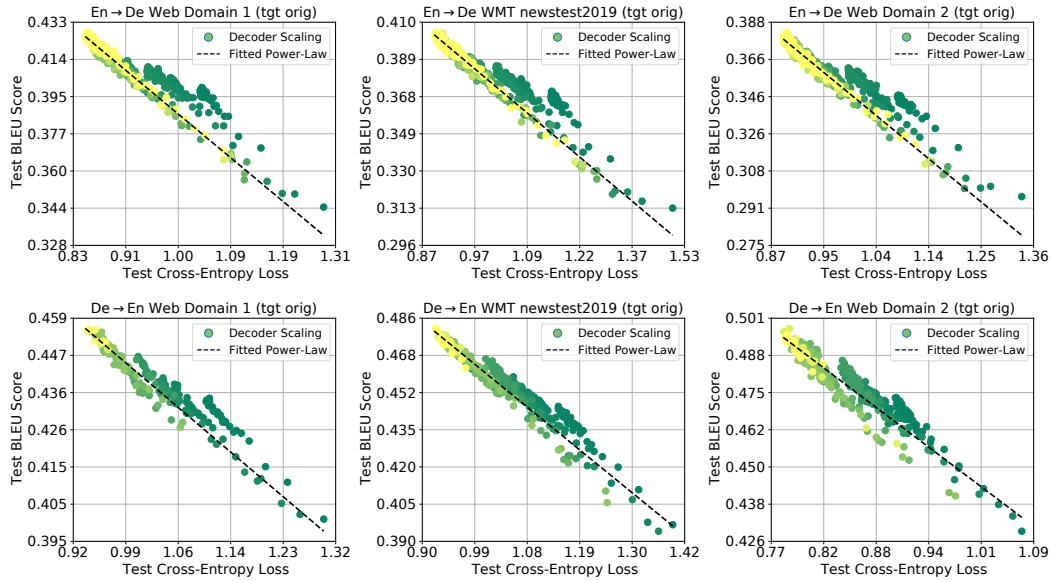 En→De Web Domain 1 (tgt orig)
Test BLEU Score
0.433
0.414
0.395
0.377
0.360
0.344
0.328
Decoder Scaling
Fitted Power-Law
0.83 0.91 1.00 1.09 1.19 1.31
Test Cross-Entropy Loss
En→De WMT newstest2019 (tgt orig)
Test BLEU Score
0.410
0.389
0.368
0.349
0.330
0.313
0.296
Decoder Scaling
Fitted Power-Law
0.87 0.97 1.09 1.22 1.37 1.53
Test Cross-Entropy Loss
En→De Web Domain 2 (tgt orig)
Test BLEU Score
0.388
0.366
0.346
0.326
0.308
0.291
0.275
Decoder Scaling
Fitted Power-Law
0.87 0.95 1.04 1.14 1.25 1.36
Test Cross-Entropy Loss
De→En Web Domain 1 (tgt orig)
Test BLEU Score
0.459
0.447
0.436
0.426
0.415
0.405
0.395
Decoder Scaling
Fitted Power-Law
0.92 0.99 1.06 1.14 1.23 1.32
Test Cross-Entropy Loss
De→En WMT newstest2019 (tgt orig)
Test BLEU Score
0.486
0.468
0.452
0.435
0.420
0.405
0.390
Decoder Scaling
Fitted Power-Law
0.90 0.99 1.08 1.19 1.30 1.42
Test Cross-Entropy Loss
De→En Web Domain 2 (tgt orig)
Test BLEU Score
0.501
0.488
0.475
0.462
0.450
0.438
0.426
Decoder Scaling
Fitted Power-Law
0.77 0.82 0.88 0.94 1.01 1.09
Test Cross-Entropy Loss